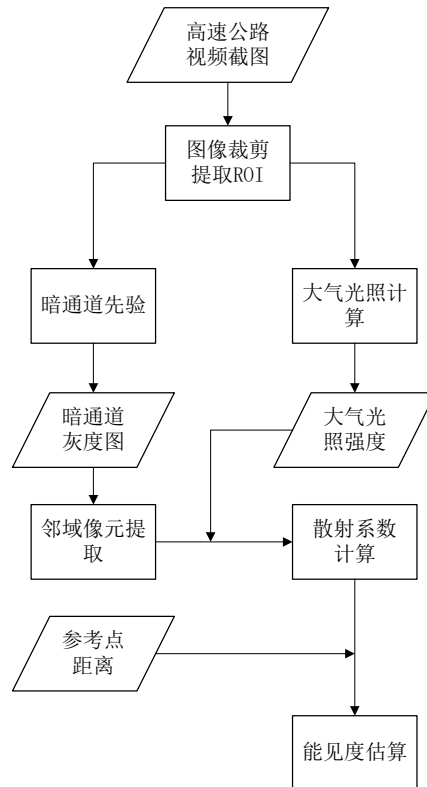 高速公路
视频截图
图像裁剪
提取ROI
暗通道先验
大气光照计
算
暗通道
灰度图
大气光
照强度
邻域像元提
取
散射系数
计算
参考点
距离
能见度估算